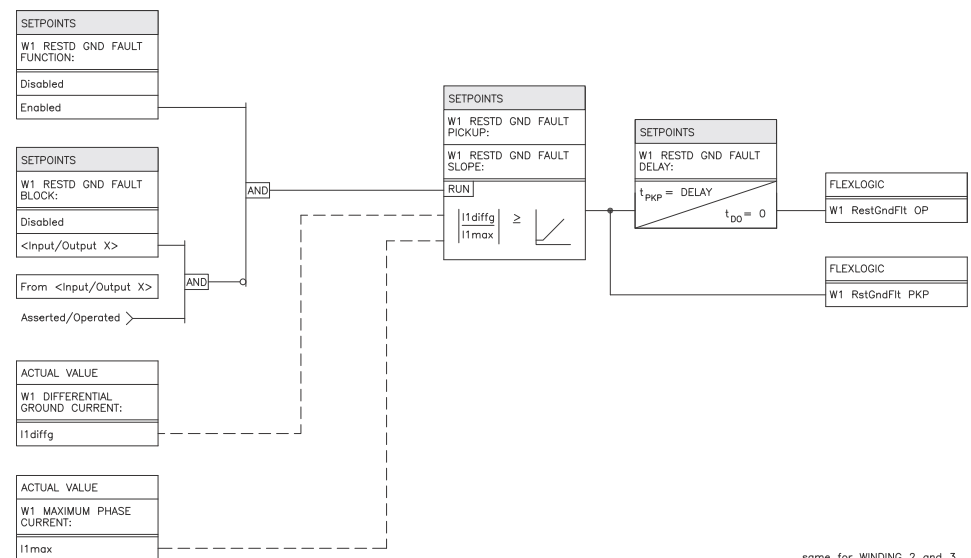 SETPOINTS
W1 RESTD GND FAULT
FUNCTION:
Disabled
Enabled
SETPOINTS
W1 RESTD GND FAULT
BLOCK:
Disabled
<Input/Output X>
From <Input/Output X>
Asserted/Operated
AND
AND
ACTUAL VALUE
W1 DIFFERENTIAL
GROUND CURRENT:
I1diffg
ACTUAL VALUE
W1 MAXIMUM PHASE
CURRENT:
I1max
SETPOINTS
W1 RESTD GND FAULT
PICKUP:
W1 RESTD GND FAULT
SLOPE:
RUN
|I1diffg
I1max| ≥
SETPOINTS
W1 RESTD GND FAULT
DELAY:
tPKP = DELAY
tDO = 0
FLEXLOGIC
W1 RestGndFlt OP
FLEXLOGIC
W1 RstGndFlt PKP
same for WINDING 2 and 3